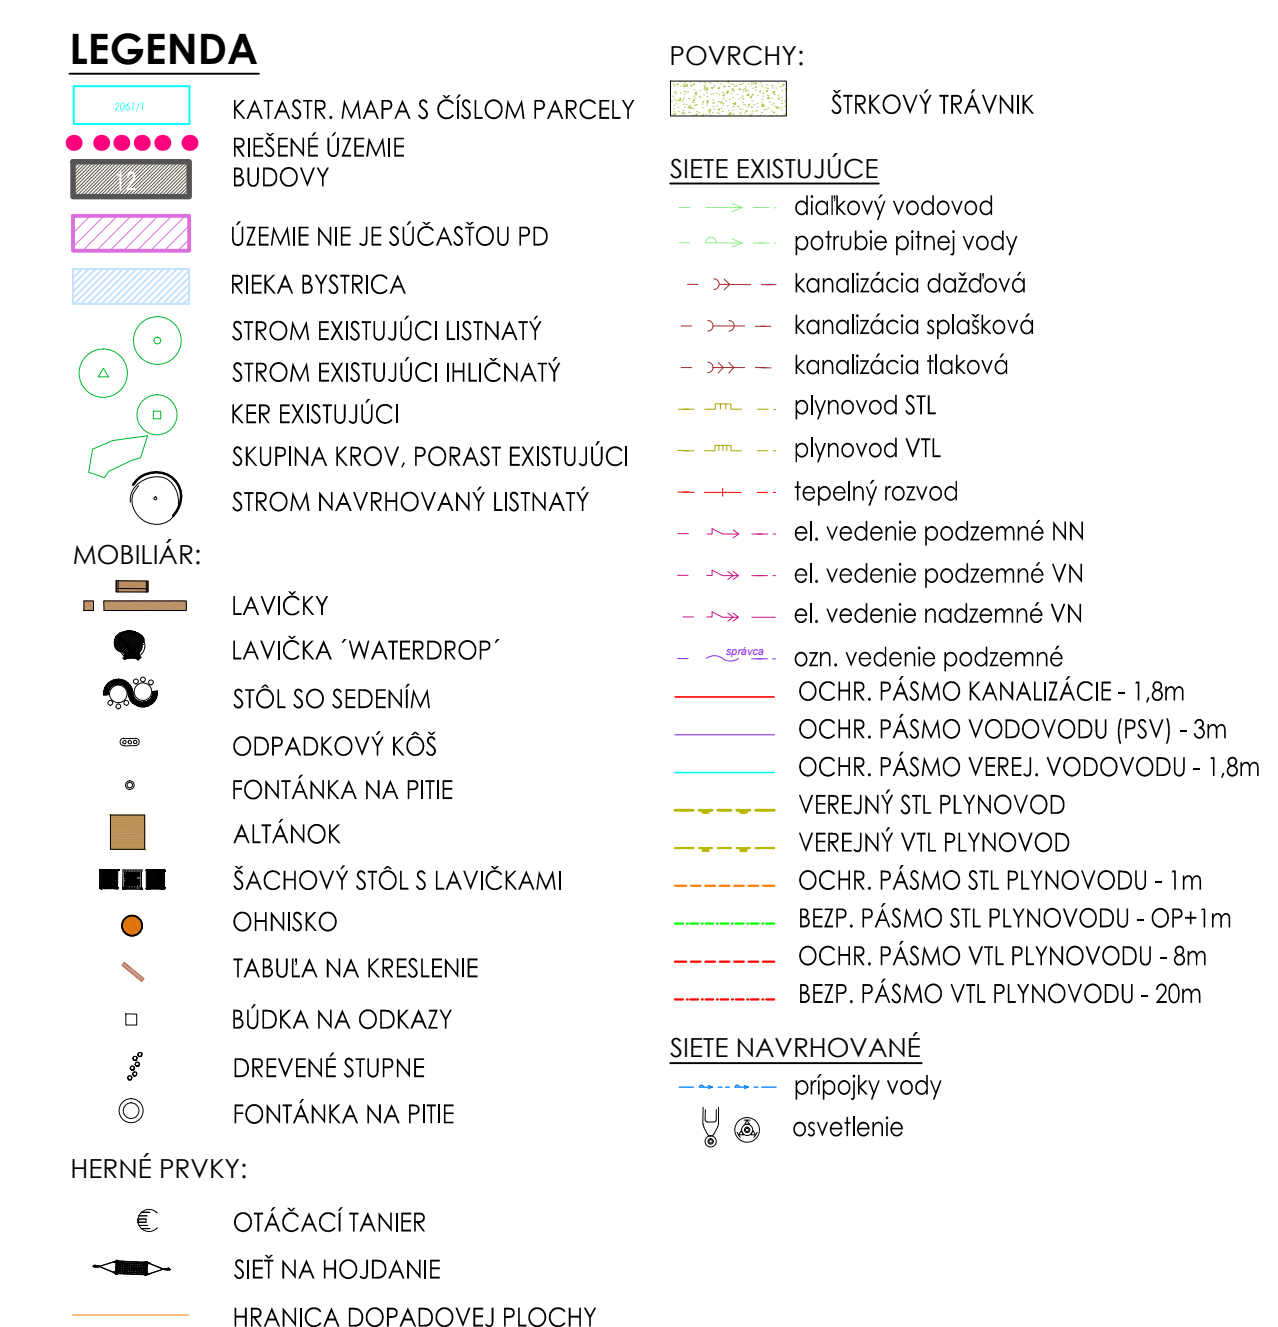 LEGENDA
2061/1
KATASTR. MAPA S ČÍSLOM PARCELY
RIEŠENÉ ÚZEMIE
12
BUDOVY
ÚZEMIE NIE JE SÚČASŤOU PD
RIEKA BYSTRICA
STROM EXISTUJÚCI LISTNATÝ
STROM EXISTUJÚCI IHLIČNATÝ
KER EXISTUJÚCI
SKUPINA KROV, PORAST EXISTUJÚCI
STROM NAVRHOVANÝ LISTNATÝ
MOBILIÁR:
LAVIČKY
LAVIČKA ´WATERDROP´
STÔL SO SEDENÍM
ODPADKOVÝ KÔŠ
FONTÁNKA NA PITIE
ALTÁNOK
ŠACHOVÝ STÔL S LAVIČKAMI
OHNISKO
TABUĽA NA KRESLENIE
BÚDKA NA ODKAZY
DREVENÉ STUPNE
FONTÁNKA NA PITIE
HERNÉ PRVKY:
OTÁČACÍ TANIER
SIEŤ NA HOJDANIE
HRANICA DOPADOVEJ PLOCHY
POVRCHY:
ŠTRKOVÝ TRÁVNIK
SIETE EXISTUJÚCE
diaľkový vodovod
potrubie pitnej vody
kanalizácia dažďová
kanalizácia splašková
kanalizácia tlaková
plynovod STL
plynovod VTL
tepelný rozvod
el. vedenie podzemné NN
el. vedenie podzemné VN
el. vedenie nadzemné VN
správca
ozn. vedenie podzemné
OCHR. PÁSMO KANALIZÁCIE - 1,8m
OCHR. PÁSMO VODOVODU (PSV) - 3m
OCHR. PÁSMO VEREJ. VODOVODU - 1,8m
VEREJNÝ STL PLYNOVOD
VEREJNÝ VTL PLYNOVOD
OCHR. PÁSMO STL PLYNOVODU - 1m
BEZP. PÁSMO STL PLYNOVODU - OP+1m
OCHR. PÁSMO VTL PLYNOVODU - 8m
BEZP. PÁSMO VTL PLYNOVODU - 20m
SIETE NAVRHOVANÉ
prípojky vody
osvetlenie